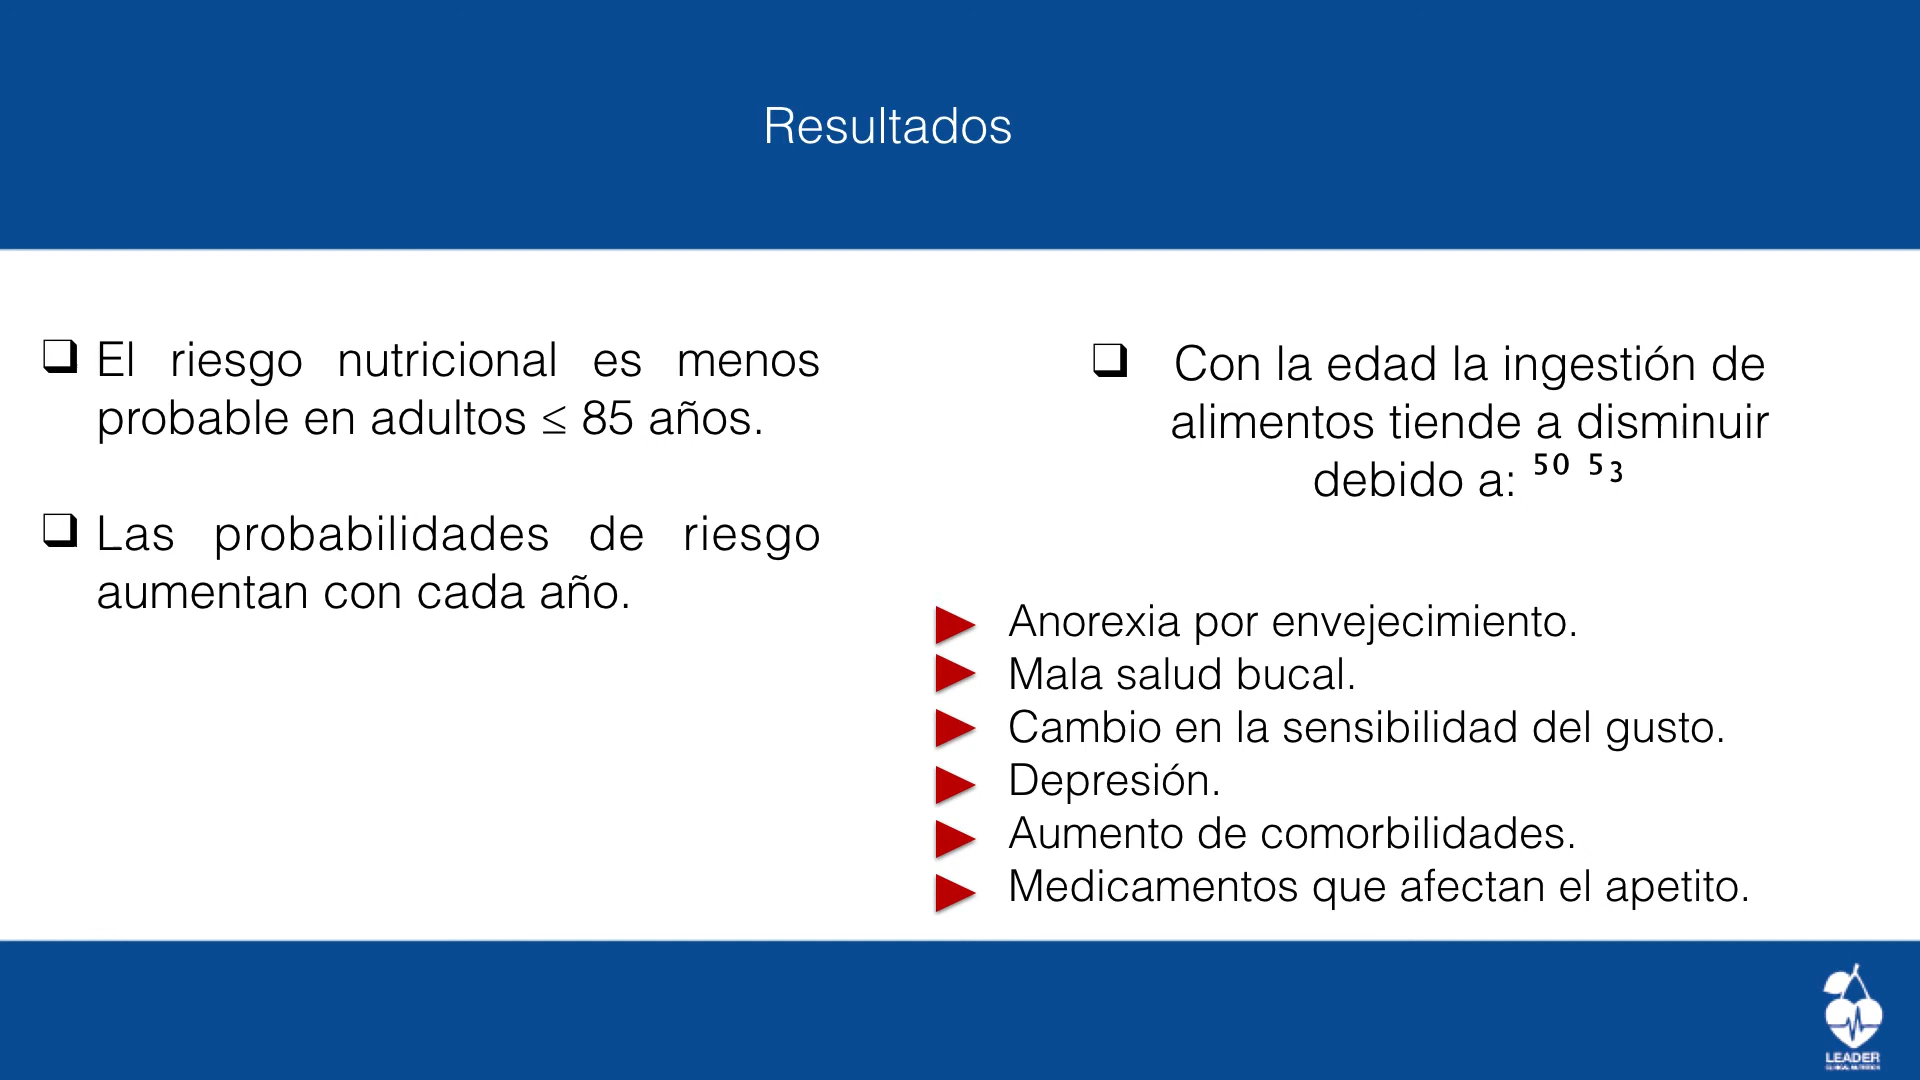 Resultados
El riesgo nutricional es menos
probable en adultos ≤ 85 años.
Las probabilidades de riesgo
aumentan con cada año.
Con la edad la ingestión de
alimentos tiende a disminuir
debido a: ⁵⁰ ⁵₃
Anorexia por envejecimiento.
Mala salud bucal.
Cambio en la sensibilidad del gusto.
Depresión.
Aumento de comorbilidades.
Medicamentos que afectan el apetito.
LEADER
CLINICAL NUTRITION